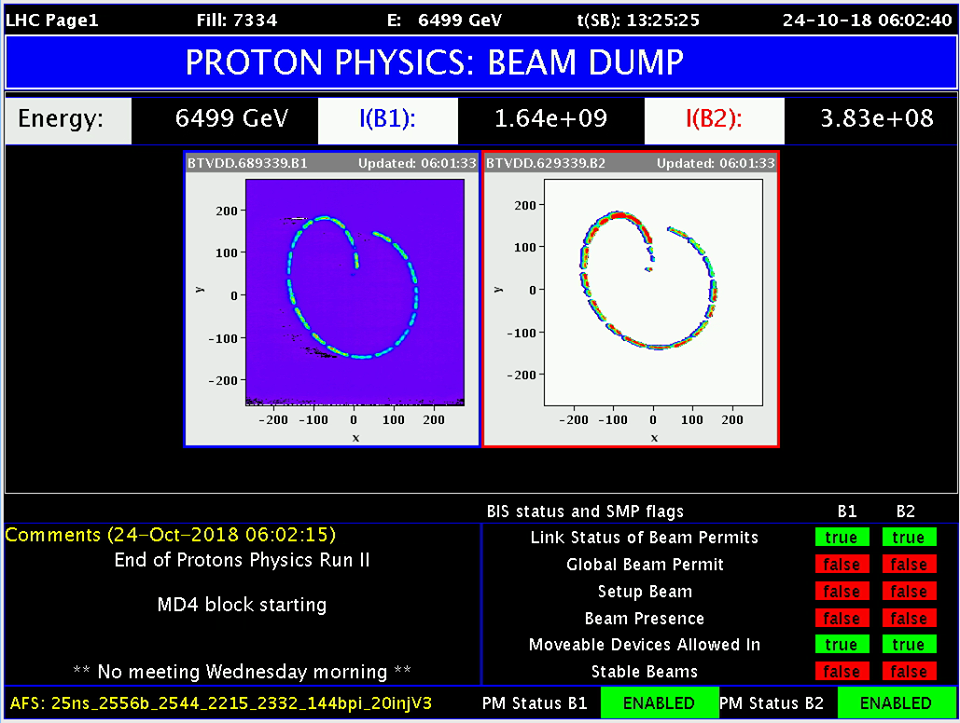 LHC Page1 Fill: 7334 E: 6499 GeV t(SB): 13:25:25 24-10-18 06:02:40
PROTON PHYSICS: BEAM DUMP
Energy: 6499 GeV I(B1): 1.64e+09 I(B2): 3.83e+08
BTVDD.689339.B1 Updated: 06:01:33 BTVDD.629339.B2 Updated: 06:01:33
200 200
100 100
y 0 y 0
-100 -100
-200 -200
-200 -100 0 100 200 -200 -100 0 100 200
x x
BIS status and SMP flags B1 B2
Comments (24-Oct-2018 06:02:15)
End of Protons Physics Run II
MD4 block starting
** No meeting Wednesday morning **
Link Status of Beam Permits true true
Global Beam Permit false false
Setup Beam false false
Beam Presence false false
Moveable Devices Allowed In true true
Stable Beams false false
AFS: 25ns_2556b_2544_2215_2332_144bpi_20injV3 PM Status B1 ENABLED PM Status B2 ENABLED